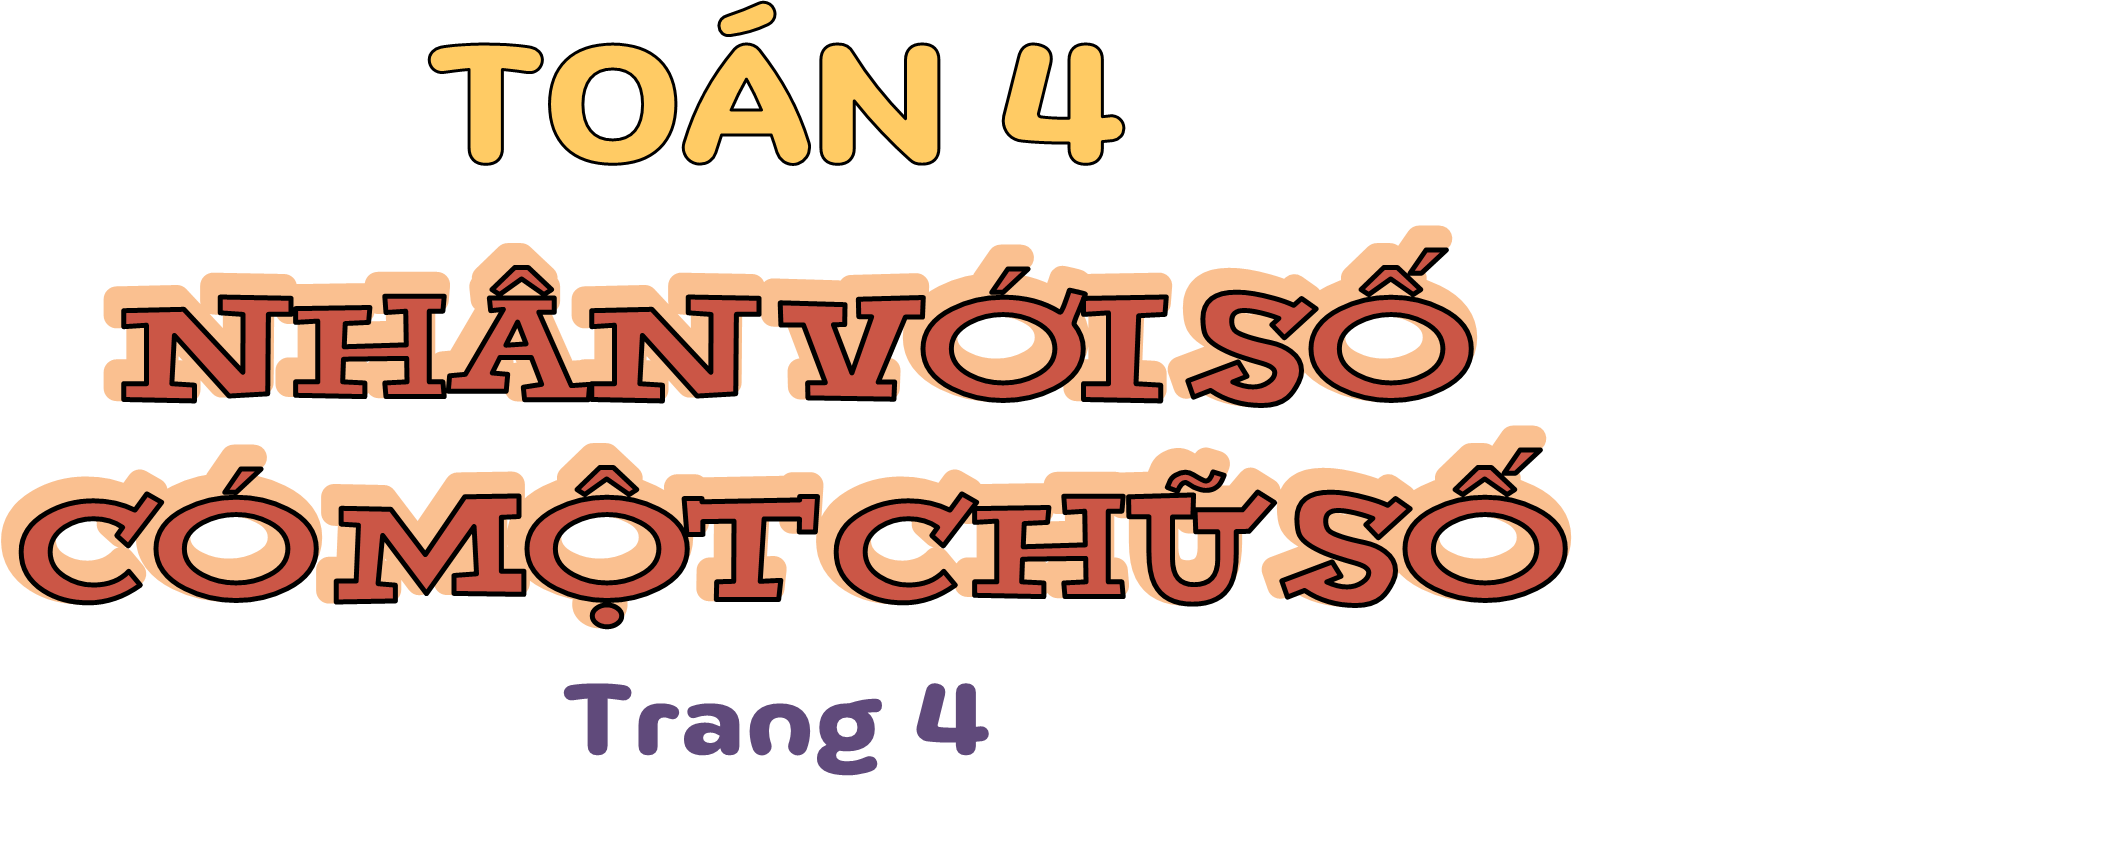 TOÁN 4
NHÂN VỚI SỐ
CÓ MỘT CHỮ SỐ
Trang 4